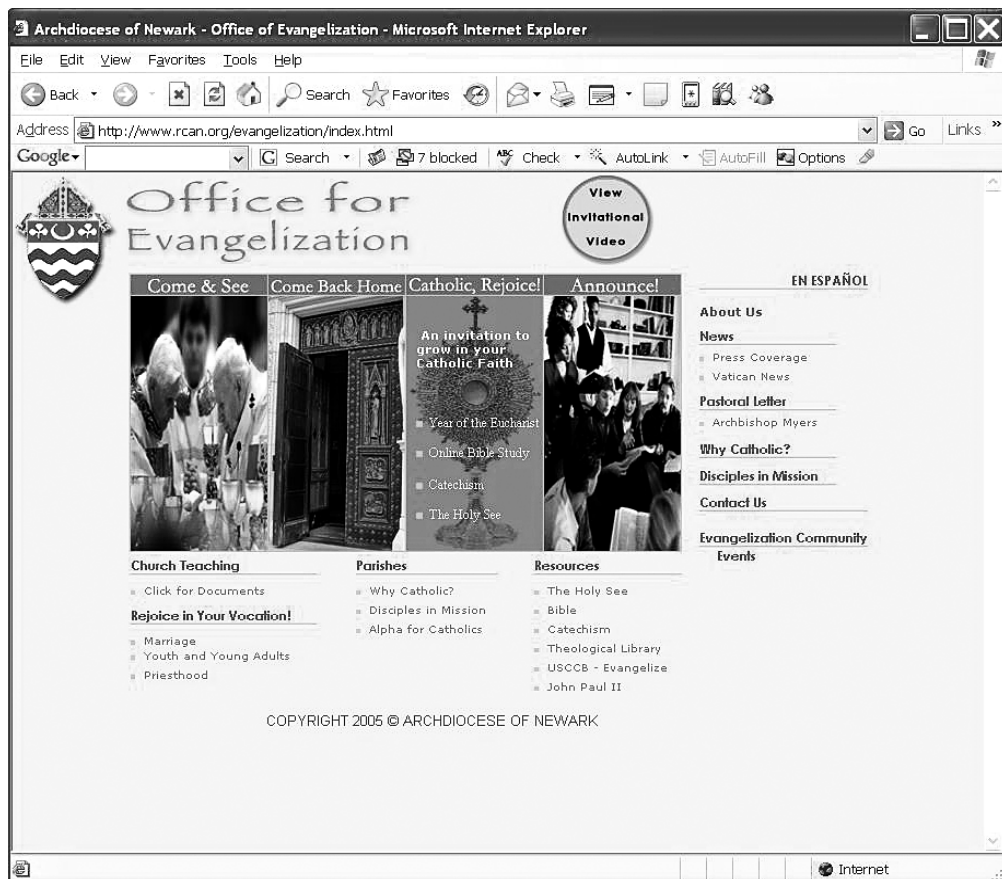 Archdiocese of Newark - Office of Evangelization - Microsoft Internet Explorer
File Edit View Favorites Tools Help
Back Search Favorites
Address http://www.rcan.org/evangelization/index.html Go Links »
Google Search 7 blocked ABC Check AutoLink AutoFill Options
Office for
Evangelization
View
Invitational
Video
Come & See Come Back Home Catholic, Rejoice! Announce!
An invitation to
grow in your
Catholic Faith
Year of the Eucharist
Online Bible Study
Catechism
The Holy See
EN ESPAÑOL
About Us
News
Press Coverage
Vatican News
Pastoral Letter
Archbishop Myers
Why Catholic?
Disciples in Mission
Contact Us
Evangelization Community
Events
Church Teaching
Click for Documents
Rejoice in Your Vocation!
Marriage
Youth and Young Adults
Priesthood
Parishes
Why Catholic?
Disciples in Mission
Alpha for Catholics
Resources
The Holy See
Bible
Catechism
Theological Library
USCCB - Evangelize
John Paul II
COPYRIGHT 2005 © ARCHDIOCESE OF NEWARK
Internet